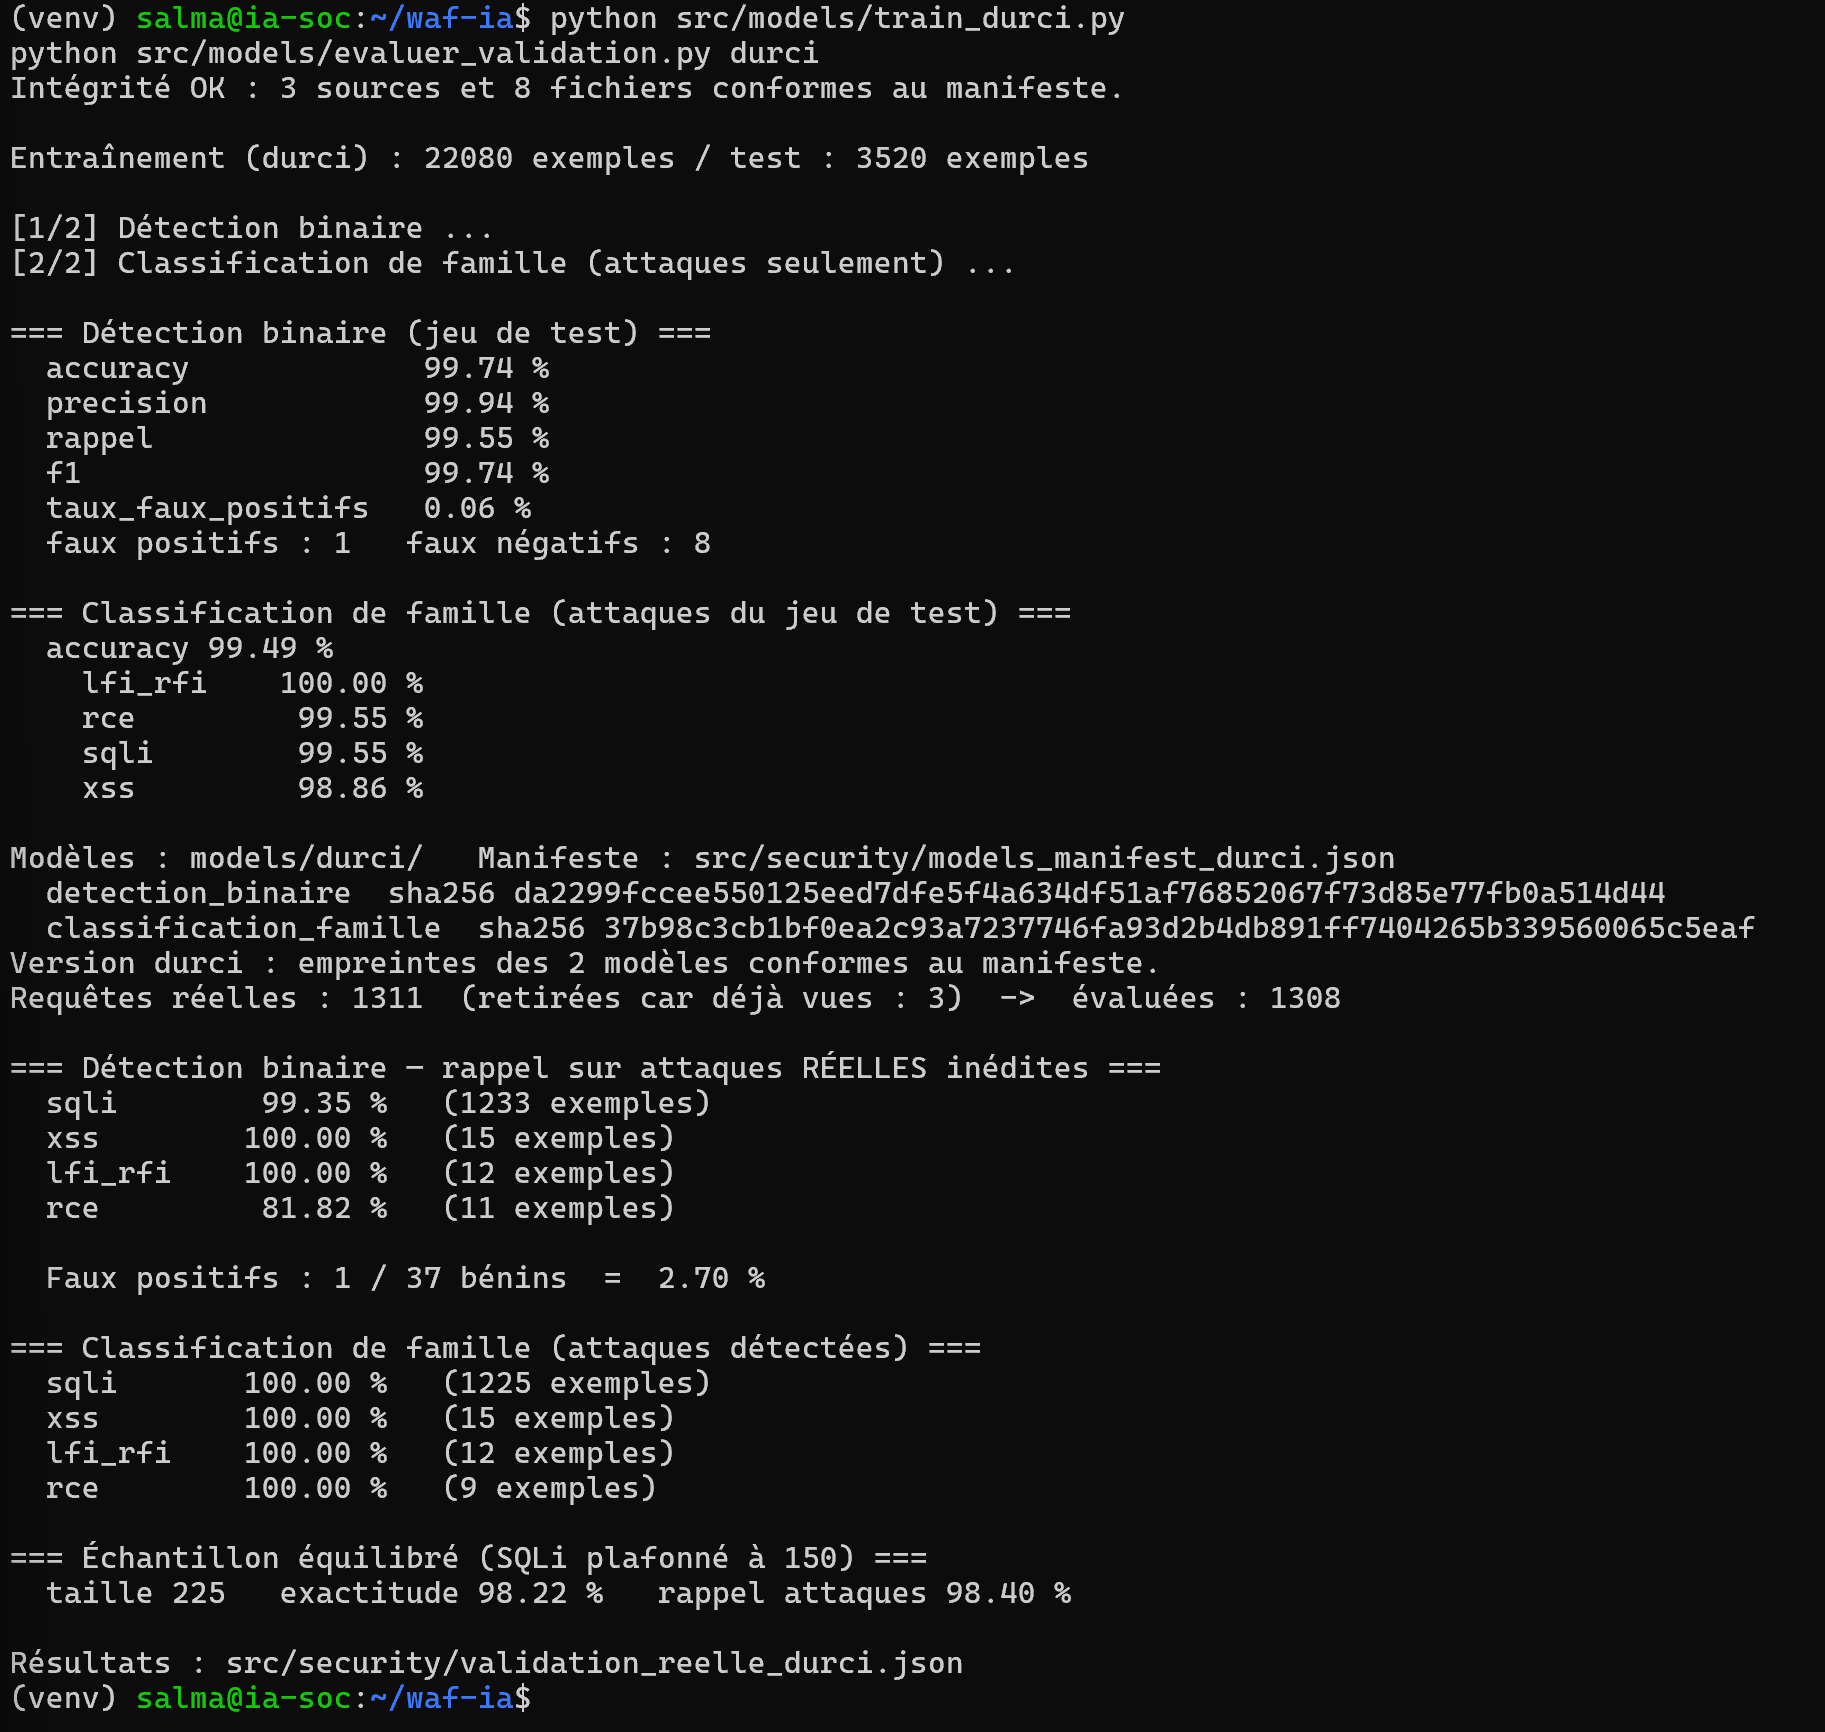 (venv) salma@ia-soc:~/waf-ia$ python src/models/train_durci.py
python src/models/evaluer_validation.py durci
Intégrité OK : 3 sources et 8 fichiers conformes au manifeste.
Entraînement (durci) : 22080 exemples / test : 3520 exemples
[1/2] Détection binaire ...
[2/2] Classification de famille (attaques seulement) ...
=== Détection binaire (jeu de test) ===
accuracy 99.74 %
precision 99.94 %
rappel 99.55 %
f1 99.74 %
taux_faux_positifs 0.06 %
faux positifs : 1 faux négatifs : 8
=== Classification de famille (attaques du jeu de test) ===
accuracy 99.49 %
lfi_rfi 100.00 %
rce 99.55 %
sqli 99.55 %
xss 98.86 %
Modèles : models/durci/ Manifeste : src/security/models_manifest_durci.json
detection_binaire sha256 da2299fccee550125eed7dfe5f4a634df51af76852067f73d85e77fb0a514d44
classification_famille sha256 37b98c3cb1bf0ea2c93a7237746fa93d2b4db891ff7404265b339560065c5eaf
Version durci : empreintes des 2 modèles conformes au manifeste.
Requêtes réelles : 1311 (retirées car déjà vues : 3) -> évaluées : 1308
=== Détection binaire — rappel sur attaques RÉELLES inédites ===
sqli 99.35 % (1233 exemples)
xss 100.00 % (15 exemples)
lfi_rfi 100.00 % (12 exemples)
rce 81.82 % (11 exemples)
Faux positifs : 1 / 37 bénins = 2.70 %
=== Classification de famille (attaques détectées) ===
sqli 100.00 % (1225 exemples)
xss 100.00 % (15 exemples)
lfi_rfi 100.00 % (12 exemples)
rce 100.00 % (9 exemples)
=== Échantillon équilibré (SQLi plafonné à 150) ===
taille 225 exactitude 98.22 % rappel attaques 98.40 %
Résultats : src/security/validation_reelle_durci.json
(venv) salma@ia-soc:~/waf-ia$